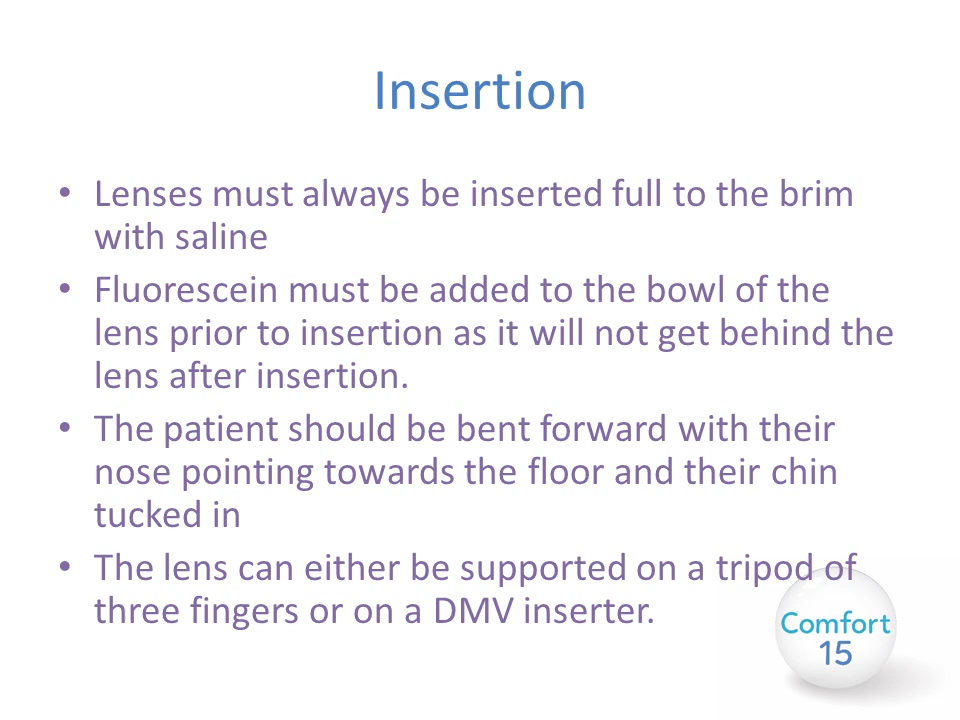 Insertion
• Lenses must always be inserted full to the brim
with saline
• Fluorescein must be added to the bowl of the
lens prior to insertion as it will not get behind the
lens after insertion.
• The patient should be bent forward with their
nose pointing towards the floor and their chin
tucked in
• The lens can either be supported on a tripod of
three fingers or on a DMV inserter.
Comfort
15